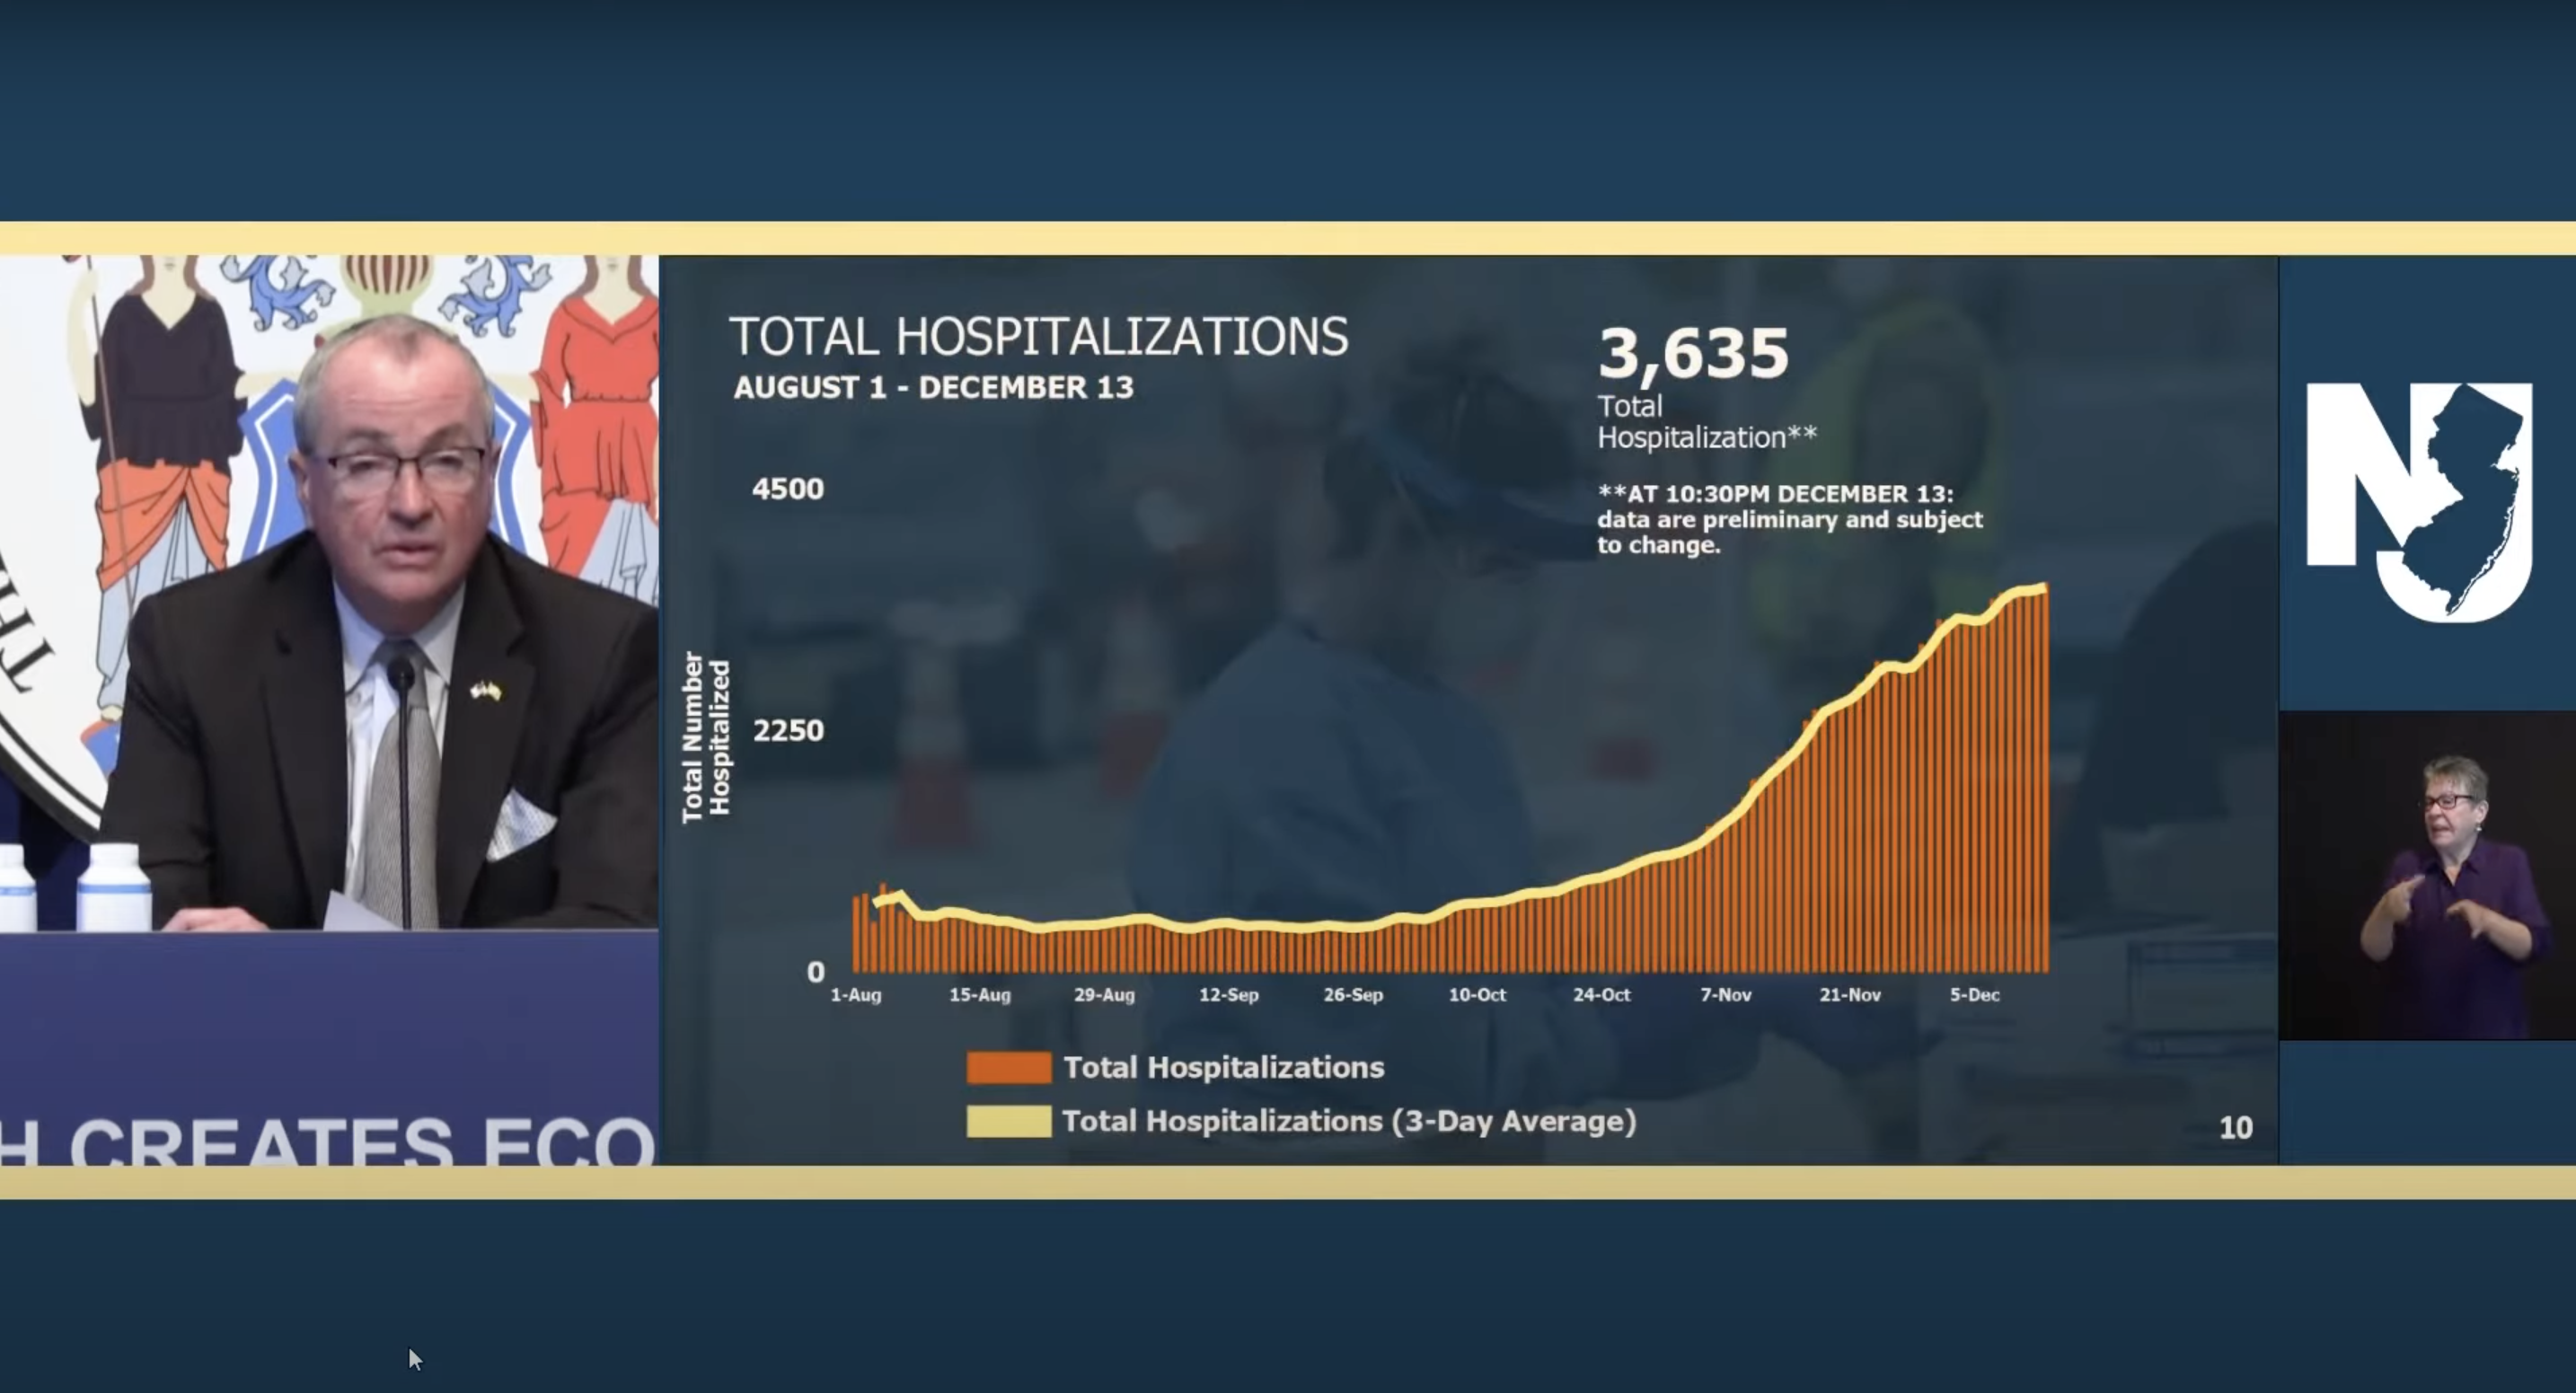 TH
H CREATES ECO
TOTAL HOSPITALIZATIONS
AUGUST 1 - DECEMBER 13
3,635
Total
Hospitalization**
**AT 10:30PM DECEMBER 13:
data are preliminary and subject
to change.
Total Number
Hospitalized
4500
2250
0
1-Aug 15-Aug 29-Aug 12-Sep 26-Sep 10-Oct 24-Oct 7-Nov 21-Nov 5-Dec
Total Hospitalizations
Total Hospitalizations (3-Day Average)
10
NJ